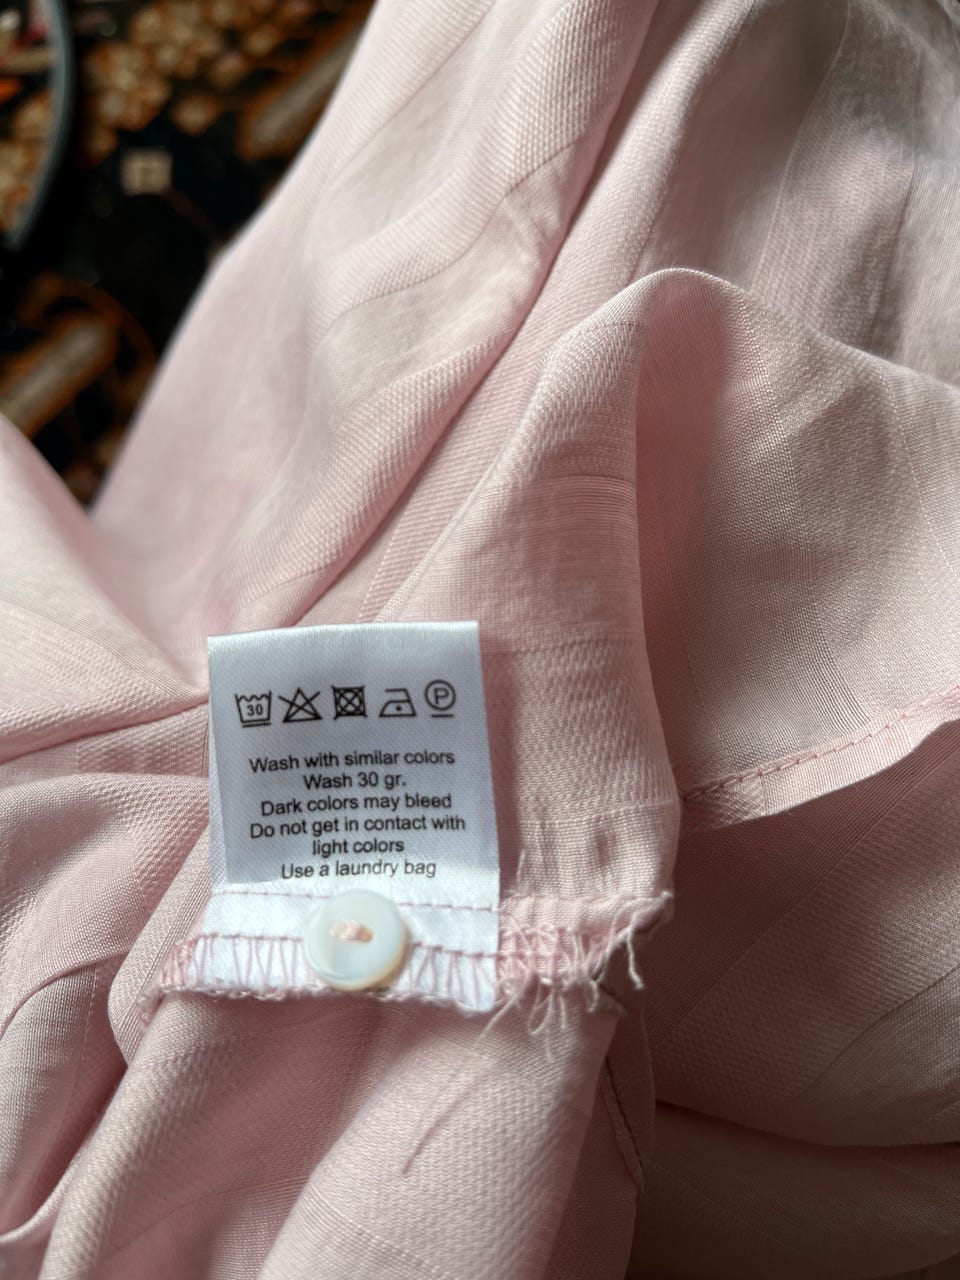 30 P
Wash with similar colors
Wash 30 gr.
Dark colors may bleed
Do not get in contact with
light colors
Use a laundry bag